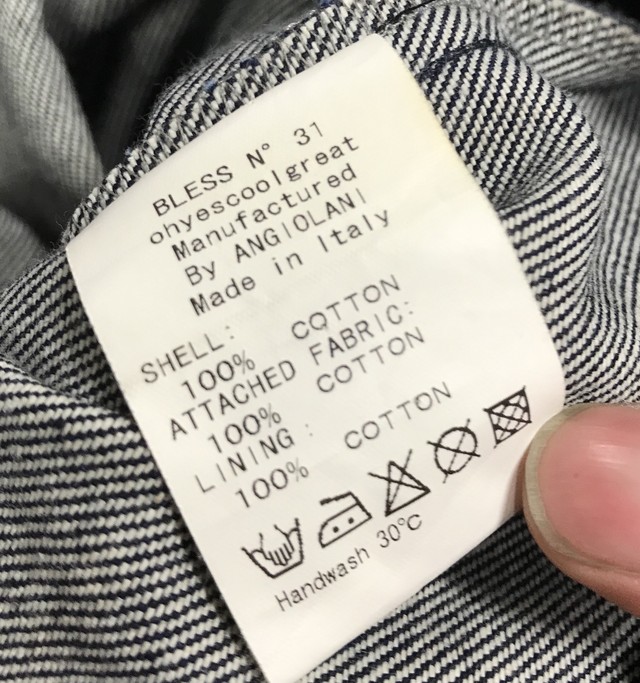 BLESS N° 31
ohyescoolgreat
Manufactured
By ANGIOLANI
Made in Italy
SHELL:
100% COTTON
ATTACHED FABRIC:
100% COTTON
LINING:
100% COTTON
Handwash 30°C